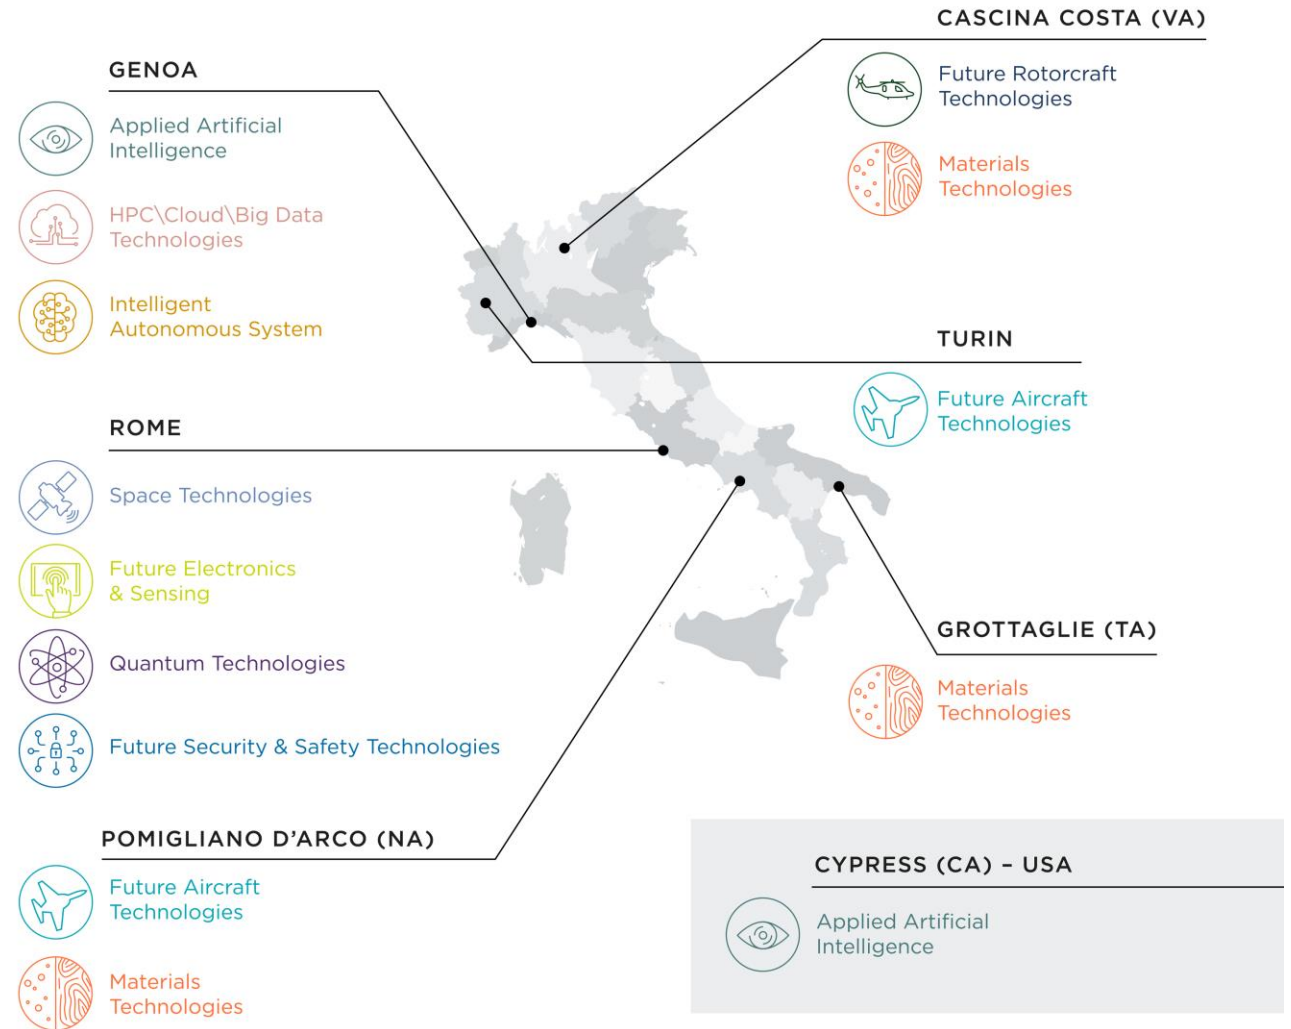 GENOA
Applied Artificial
Intelligence
HPC\Cloud\Big Data
Technologies
Intelligent
Autonomous System
ROME
Space Technologies
Future Electronics
& Sensing
Quantum Technologies
Future Security & Safety Technologies
POMIGLIANO D’ARCO (NA)
Future Aircraft
Technologies
Materials
Technologies
CASCINA COSTA (VA)
Future Rotorcraft
Technologies
Materials
Technologies
TURIN
Future Aircraft
Technologies
GROTTAGLIE (TA)
Materials
Technologies
CYPRESS (CA) – USA
Applied Artificial
Intelligence